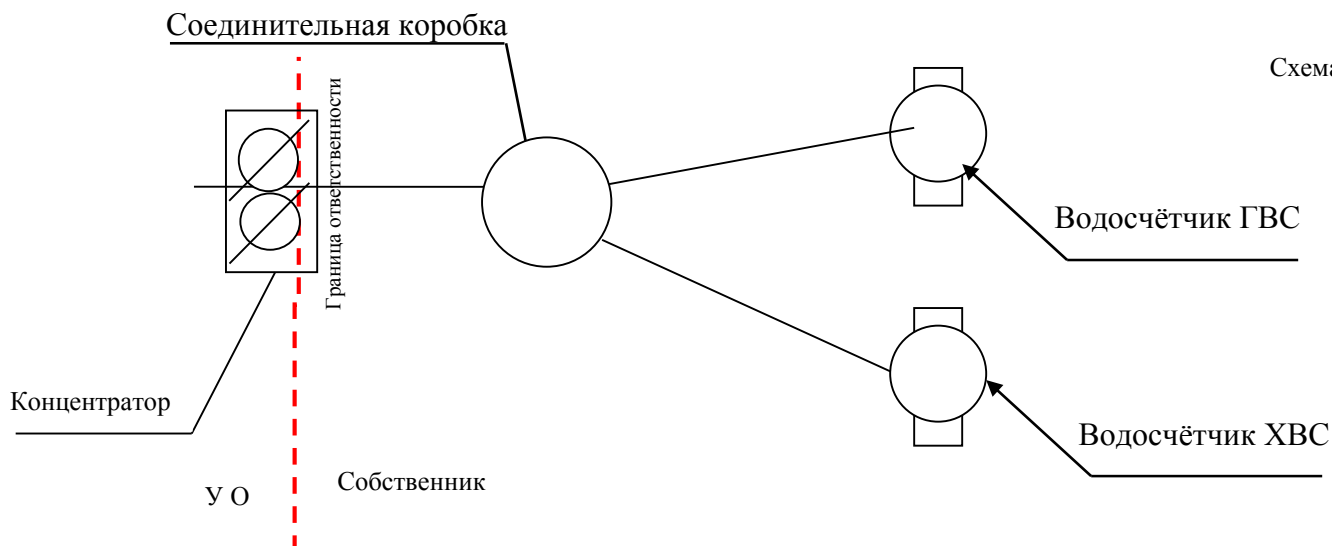 Соединительная коробка
Схема
Граница ответственности
Водосчётчик ГВС
Концентратор
Водосчётчик ХВС
У О
Собственник